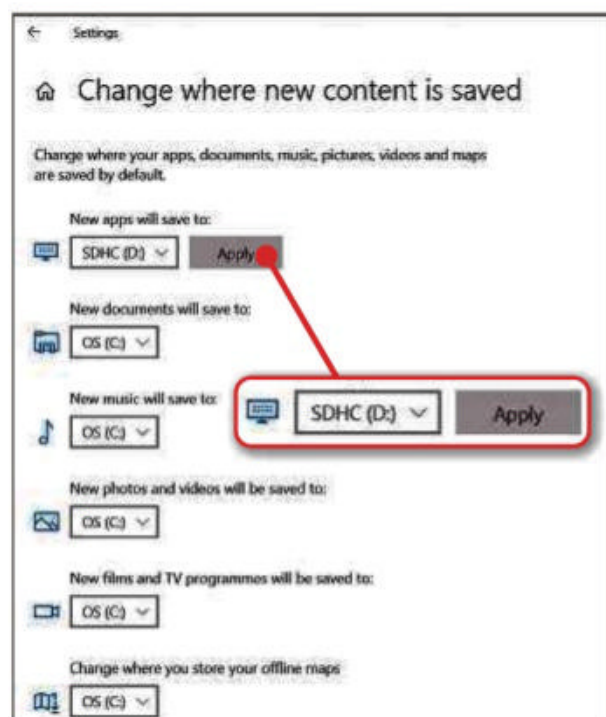 Settings
Change where new content is saved
Change where your apps, documents, music, pictures, videos and maps
are saved by default.
New apps will save to:
SDHC (D:) Apply
New documents will save to:
OS (C:)
New music will save to:
OS (C:)
SDHC (D:) Apply
New photos and videos will be saved to:
OS (C:)
New films and TV programmes will be saved to:
OS (C:)
Change where you store your offline maps
OS (C:)